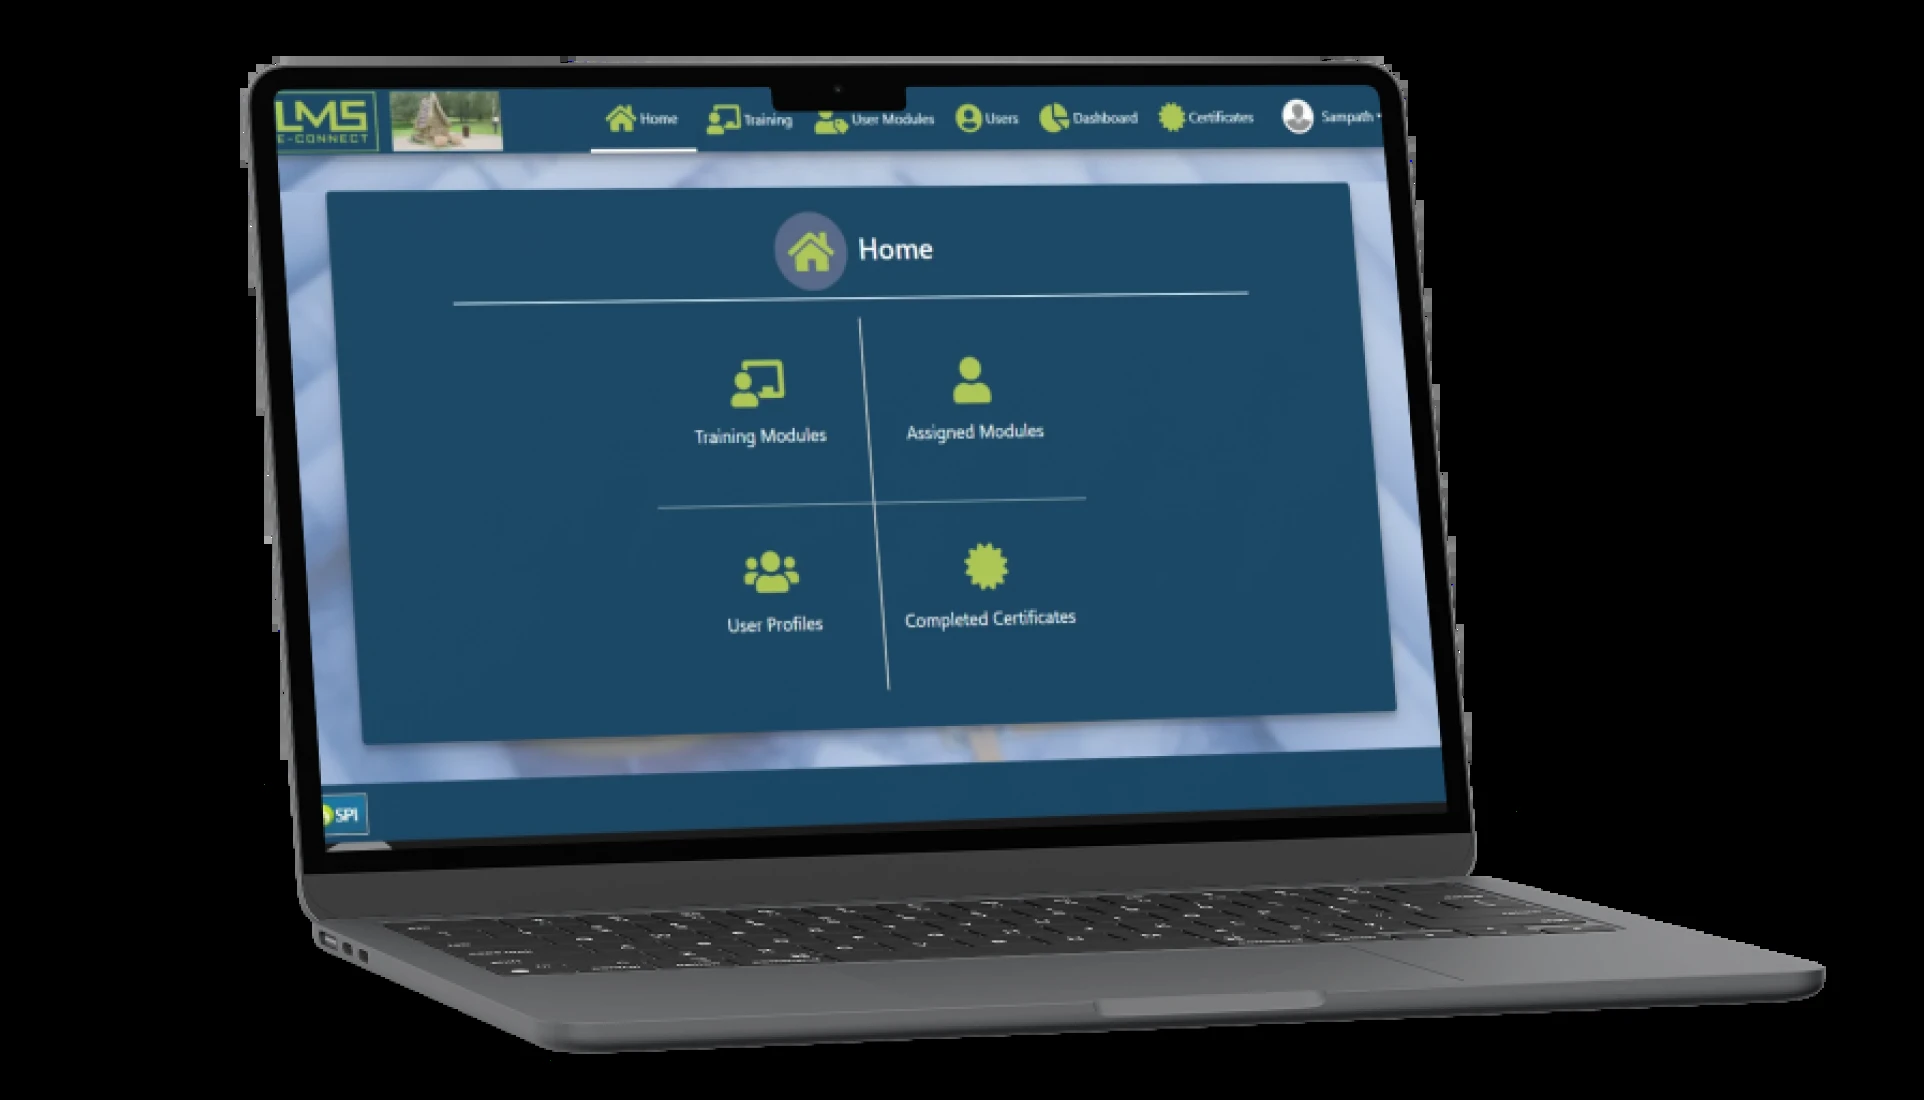 LMS
E-CONNECT
Home
Training
User Modules
Users
Dashboard
Certificates
Sampath
Home
Training Modules
Assigned Modules
User Profiles
Completed Certificates
SPI